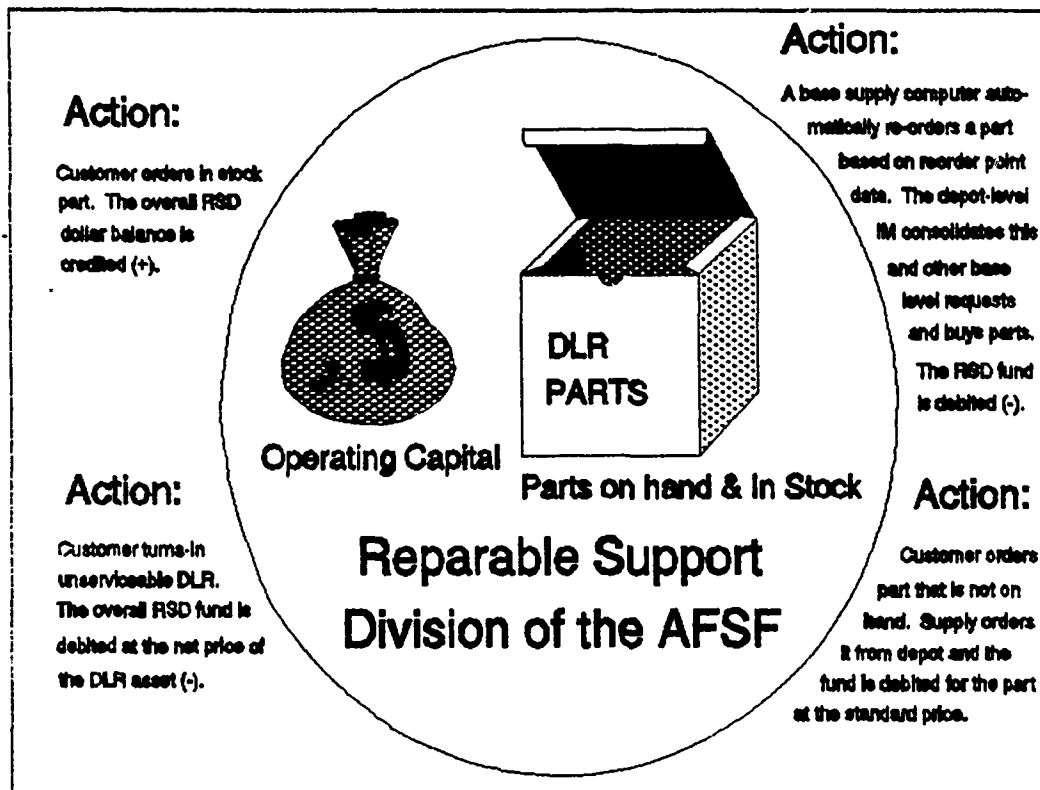 Action:
Customer orders in stock
part. The overall RSD
dollar balance is
credited (+).
Action:
A base supply computer auto-
matically re-orders a part
based on reorder point
data. The depot-level
IM consolidates this
and other base
level requests
and buys parts.
The RSD fund
is debited (-).
DLR
PARTS
Operating Capital
Parts on hand & in Stock
Reparable Support
Division of the AFSF
Action:
Customer turns-in
unserviceable DLR.
The overall RSD fund is
debited at the net price of
the DLR asset (-).
Action:
Customer orders
part that is not on
hand. Supply orders
it from depot and the
fund is debited for the part
at the standard price.